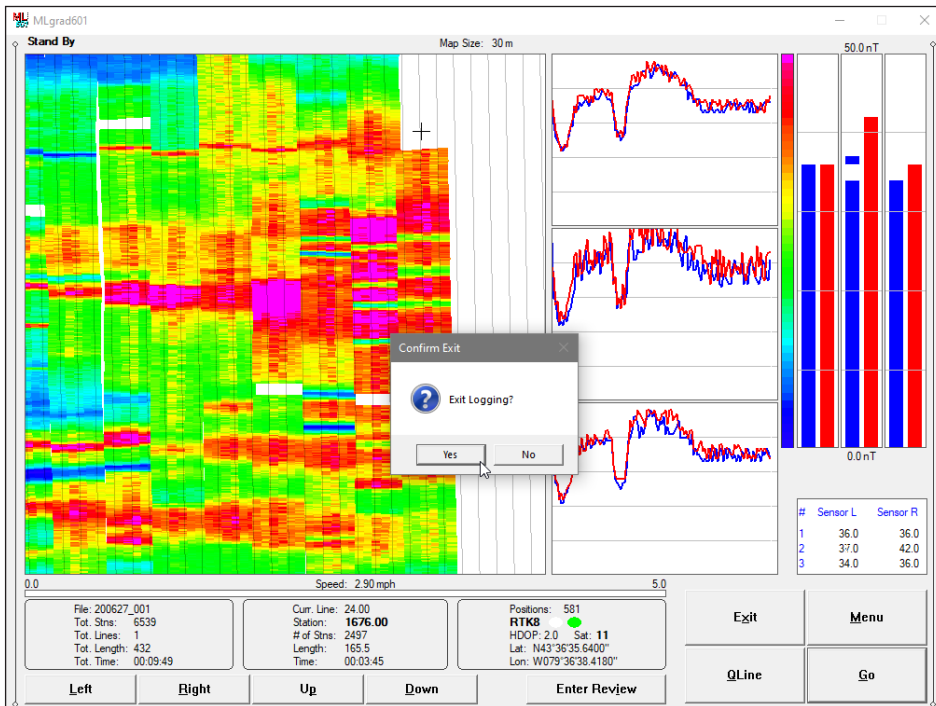 MLgrad601
Stand By
Map Size: 30 m
50.0 nT
Confirm Exit
Exit Logging?
Yes
No
0.0 nT
# Sensor L Sensor R
1 36.0 36.0
2 37.0 42.0
3 34.0 36.0
0.0 Speed: 2.90 mph 5.0
File: 200627_001
Tot. Stns: 6539
Tot. Lines: 1
Tot. Length: 432
Tot. Time: 00:09:49
Curr. Line: 24.00
Station: 1676.00
# of Stns: 2497
Length: 165.5
Time: 00:03:45
Positions: 581
RTK8
HDOP: 2.0 Sat: 11
Lat: N43°36'35.6400"
Lon: W079°36'38.4180"
Exit
Menu
QLine
Go
Left
Right
Up
Down
Enter Review